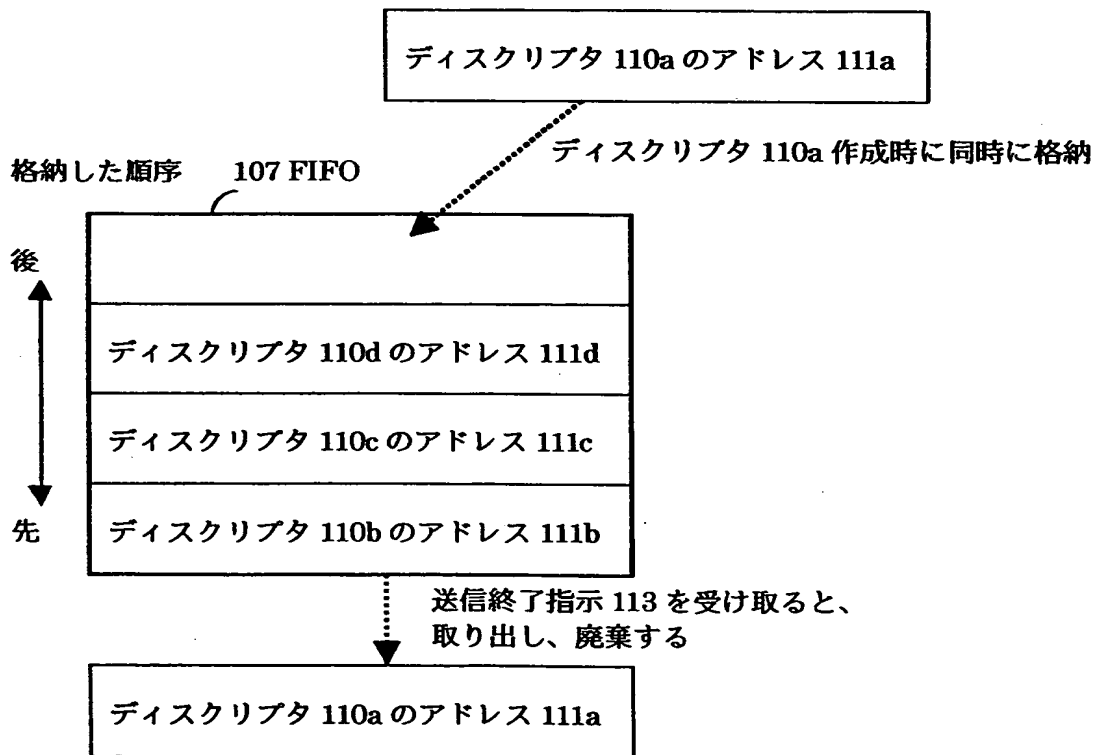 ディスクリプタ 110a のアドレス 111a
ディスクリプタ 110a 作成時に同時に格納
格納した順序 107 FIFO
後
ディスクリプタ 110d のアドレス 111d
ディスクリプタ 110c のアドレス 111c
先
ディスクリプタ 110b のアドレス 111b
送信終了指示 113 を受け取ると、
取り出し、廃棄する
ディスクリプタ 110a のアドレス 111a